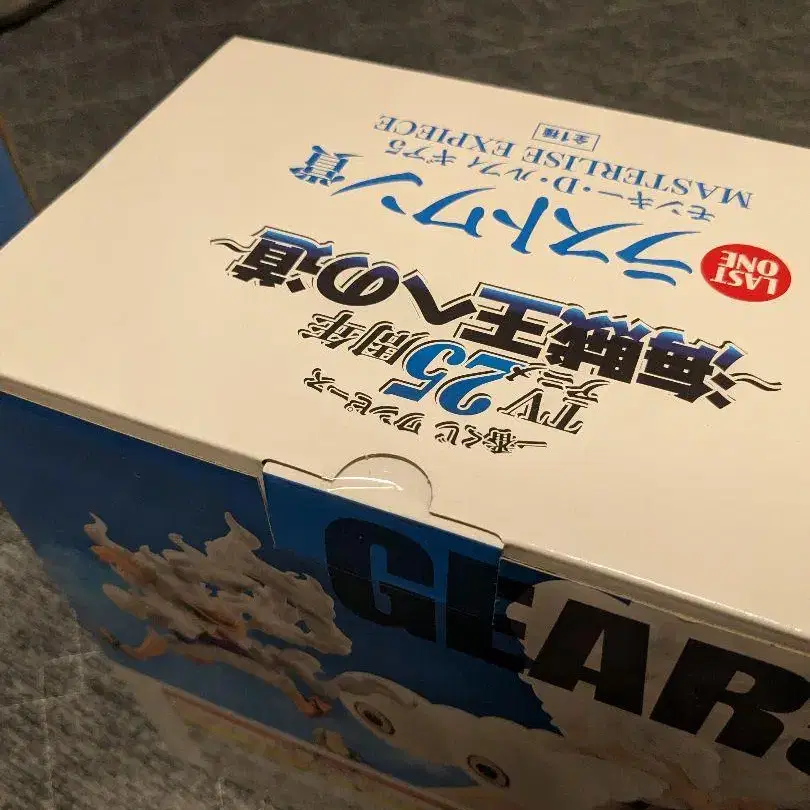 一番くじ ワンピース
TVアニメ25周年
～海賊王への道～
LAST
ONE
ラストワン賞
モンキー・D・ルフィ ギア5
MASTERLISE EXPIECE
全1種
GEAR5